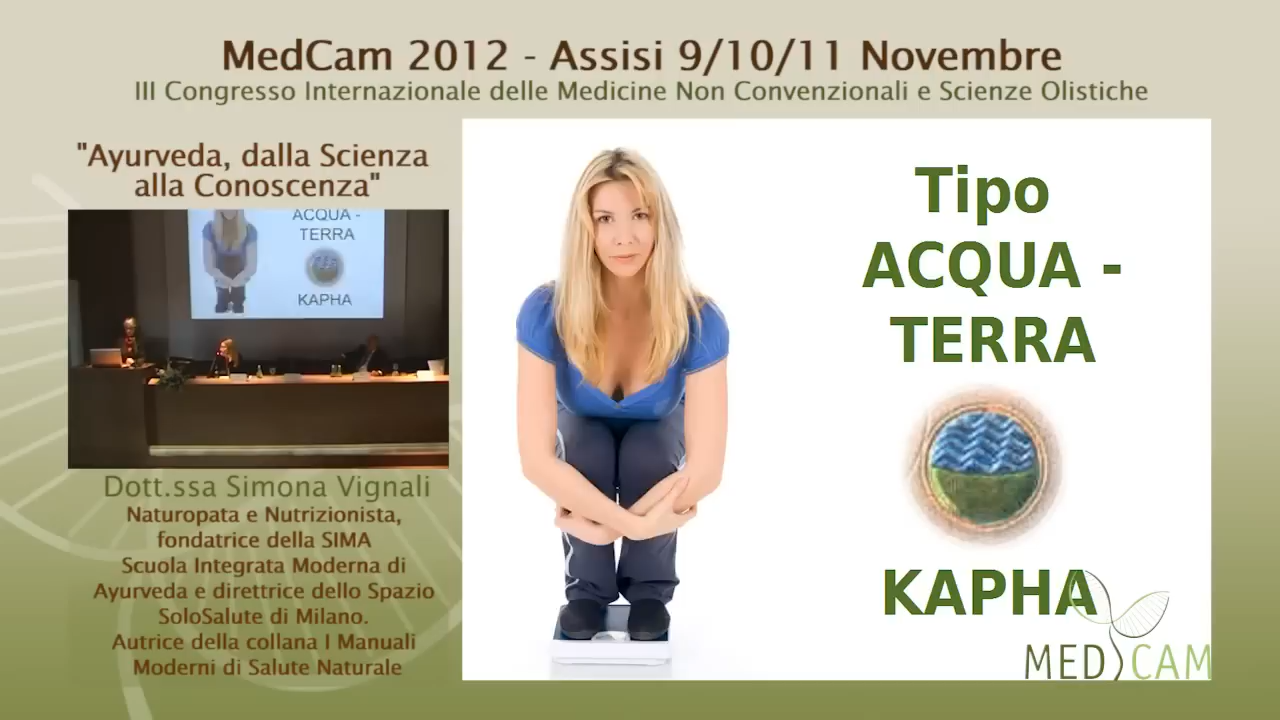 MedCam 2012 - Assisi 9/10/11 Novembre
III Congresso Internazionale delle Medicine Non Convenzionali e Scienze Olistiche
"Ayurveda, dalla Scienza
alla Conoscenza"
ACQUA -
TERRA
KAPHA
Dott.ssa Simona Vignali
Naturopata e Nutrizionista,
fondatrice della SIMA
Scuola Integrata Moderna di
Ayurveda e direttrice dello Spazio
SoloSalute di Milano.
Autrice della collana I Manuali
Moderni di Salute Naturale
Tipo
ACQUA -
TERRA
KAPHA
MEDICAM